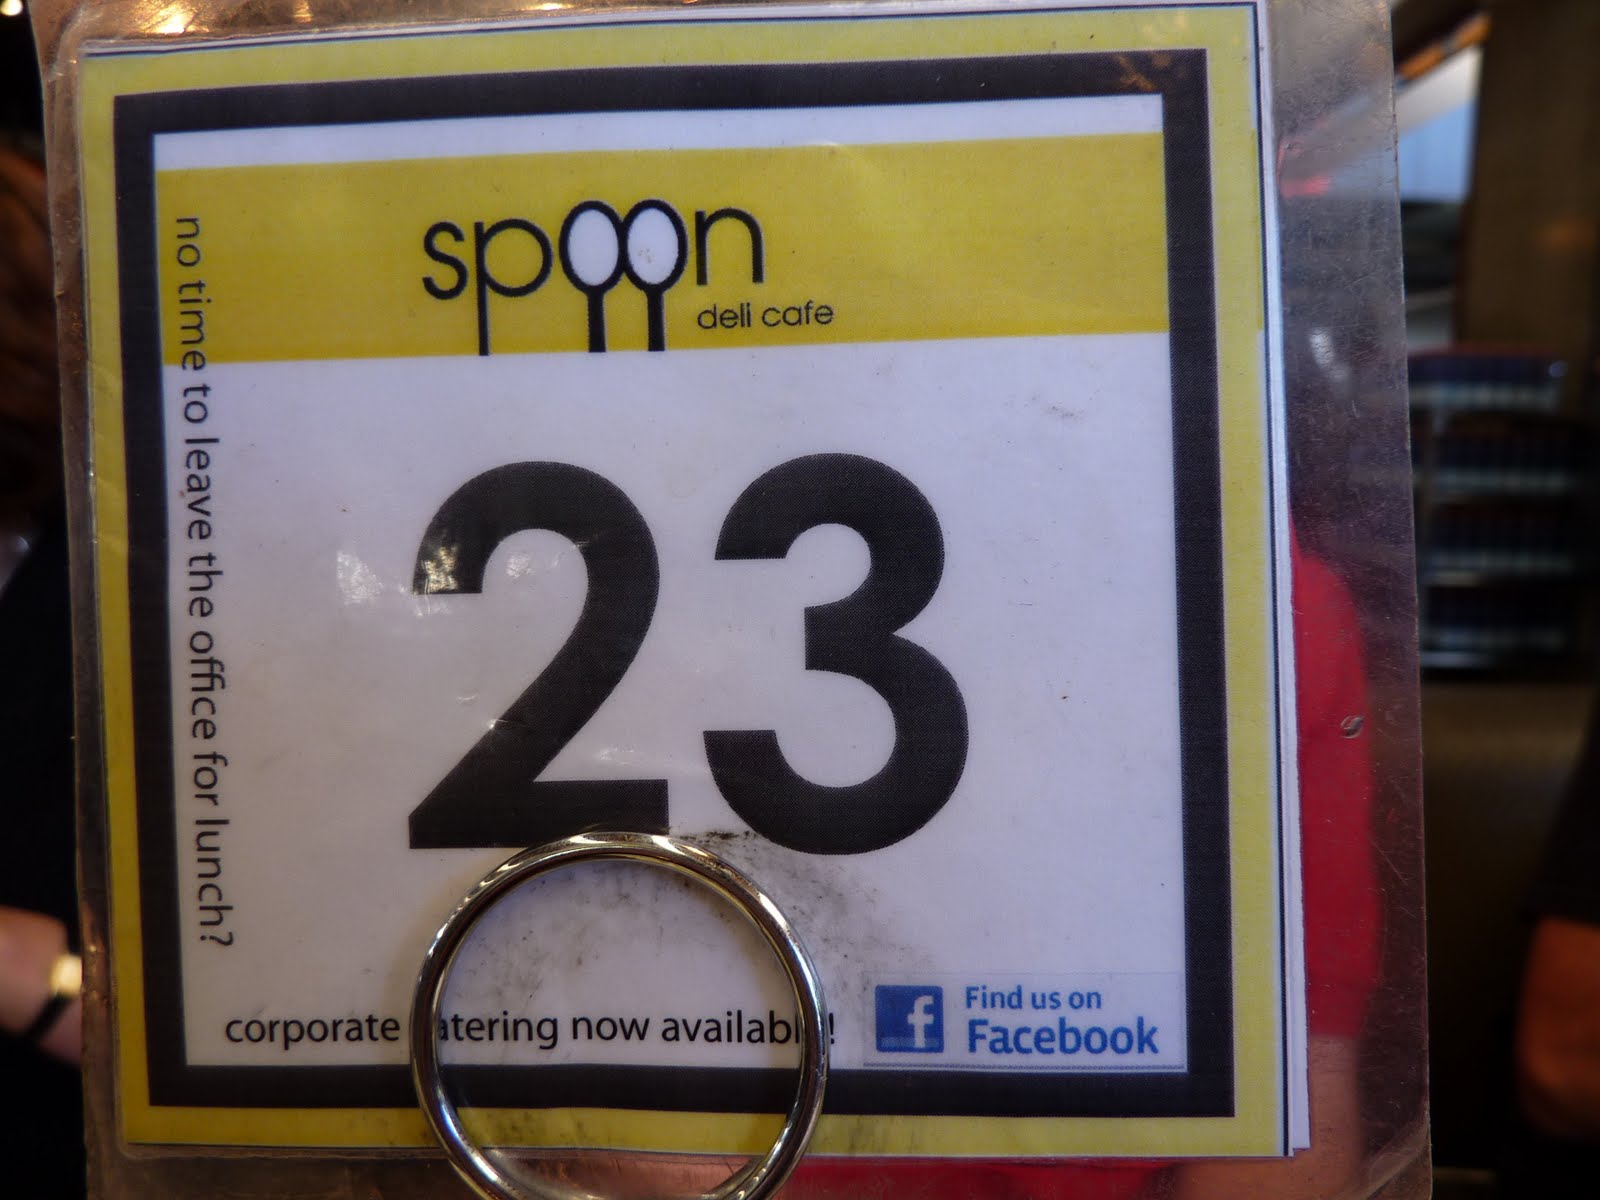 spoon
deli cafe
no time to leave the office for lunch?
23
corporate catering now available!
Find us on
Facebook